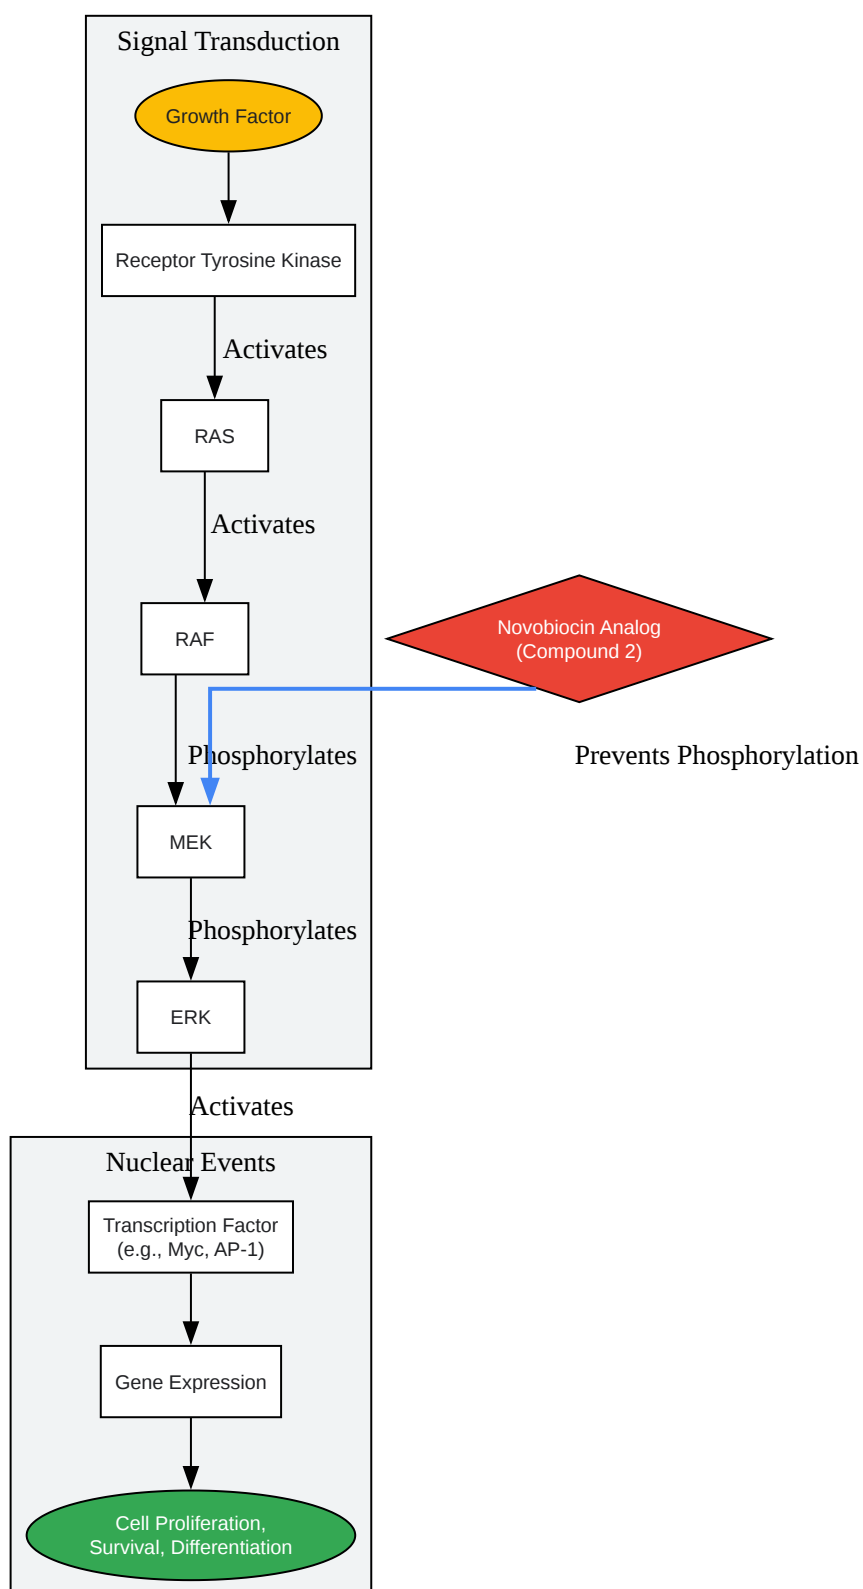 Signal Transduction
Growth Factor
Receptor Tyrosine Kinase
Activates
RAS
Activates
RAF
Novobiocin Analog
(Compound 2)
Phosphorylates
Prevents Phosphorylation
MEK
Phosphorylates
ERK
Activates
Nuclear Events
Transcription Factor
(e.g., Myc, AP-1)
Gene Expression
Cell Proliferation,
Survival, Differentiation